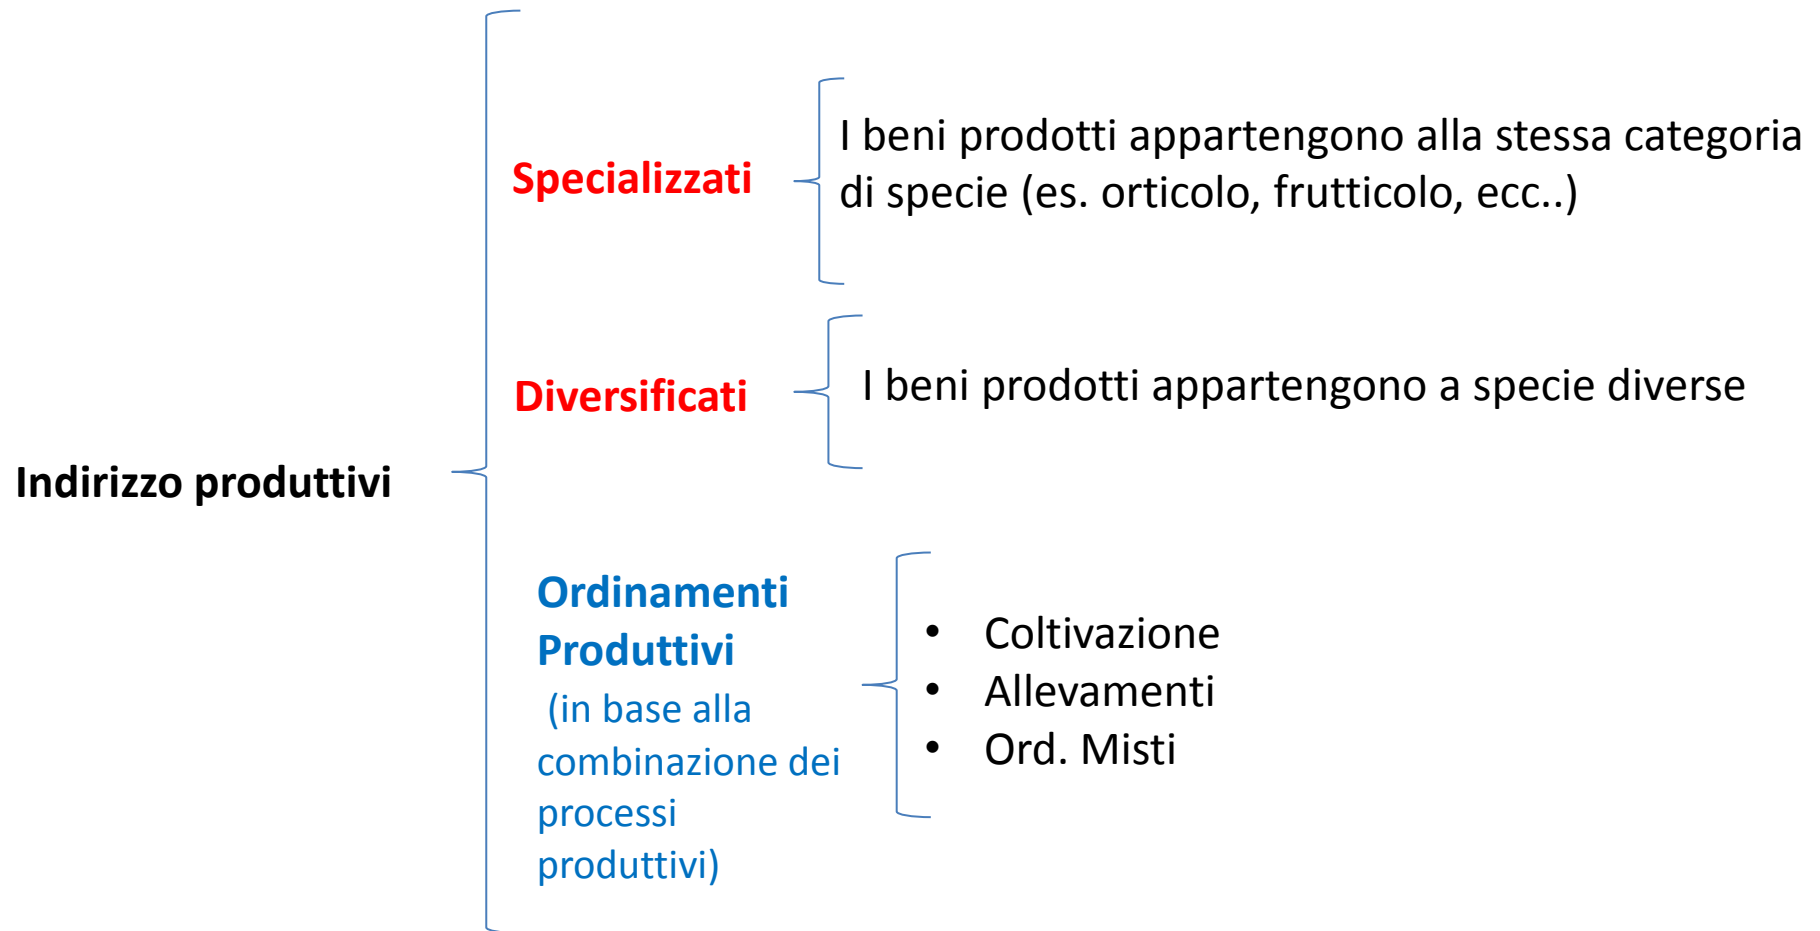 Indirizzo produttivi
Specializzati
I beni prodotti appartengono alla stessa categoria
di specie (es. orticolo, frutticolo, ecc..)
Diversificati
I beni prodotti appartengono a specie diverse
Ordinamenti
Produttivi
(in base alla
combinazione dei
processi
produttivi)
• Coltivazione
• Allevamenti
• Ord. Misti